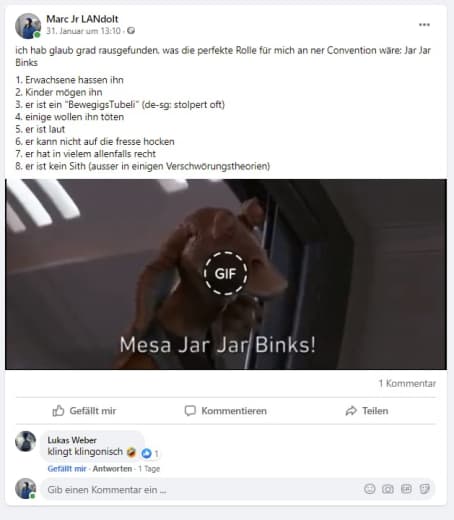 Marc Jr LANdolt
31. Januar um 13:10 ·
ich hab glaub grad rausgefunden, was die perfekte Rolle für mich an ner Convention wäre: Jar Jar
Binks
1. Erwachsene hassen ihn
2. Kinder mögen ihn
3. er ist ein "BewegigsTubeli" (de-sg: stolpert oft)
4. einige wollen ihn töten
5. er ist laut
6. er kann nicht auf die fresse hocken
7. er hat in vielem allenfalls recht
8. er ist kein Sith (ausser in einigen Verschwörungstheorien)
GIF
Mesa Jar Jar Binks!
1 Kommentar
Gefällt mir Kommentieren Teilen
Lukas Weber
klingt klingonisch 🤣 1
Gefällt mir · Antworten · 1 Tage
Gib einen Kommentar ein ...